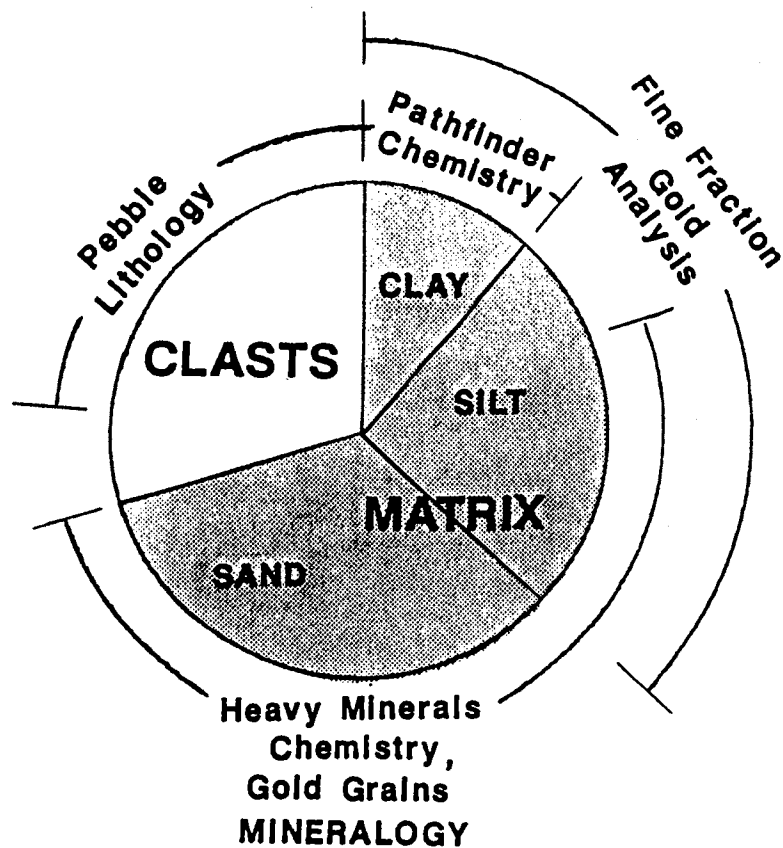 Pathfinder
Chemistry
Fine Fraction
Gold
Analysis
Pebble
Lithology
CLAY
CLASTS
SILT
MATRIX
SAND
Heavy Minerals
Chemistry,
Gold Grains
MINERALOGY